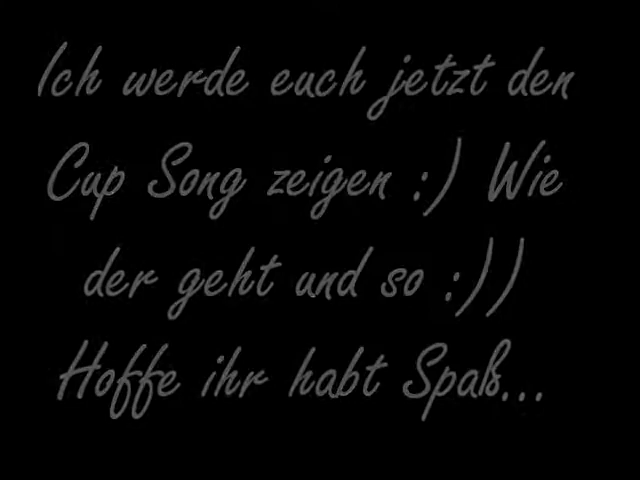 Ich werde euch jetzt den
Cup Song zeigen :) Wie
der geht und so :))
Hoffe ihr habt Spaß...